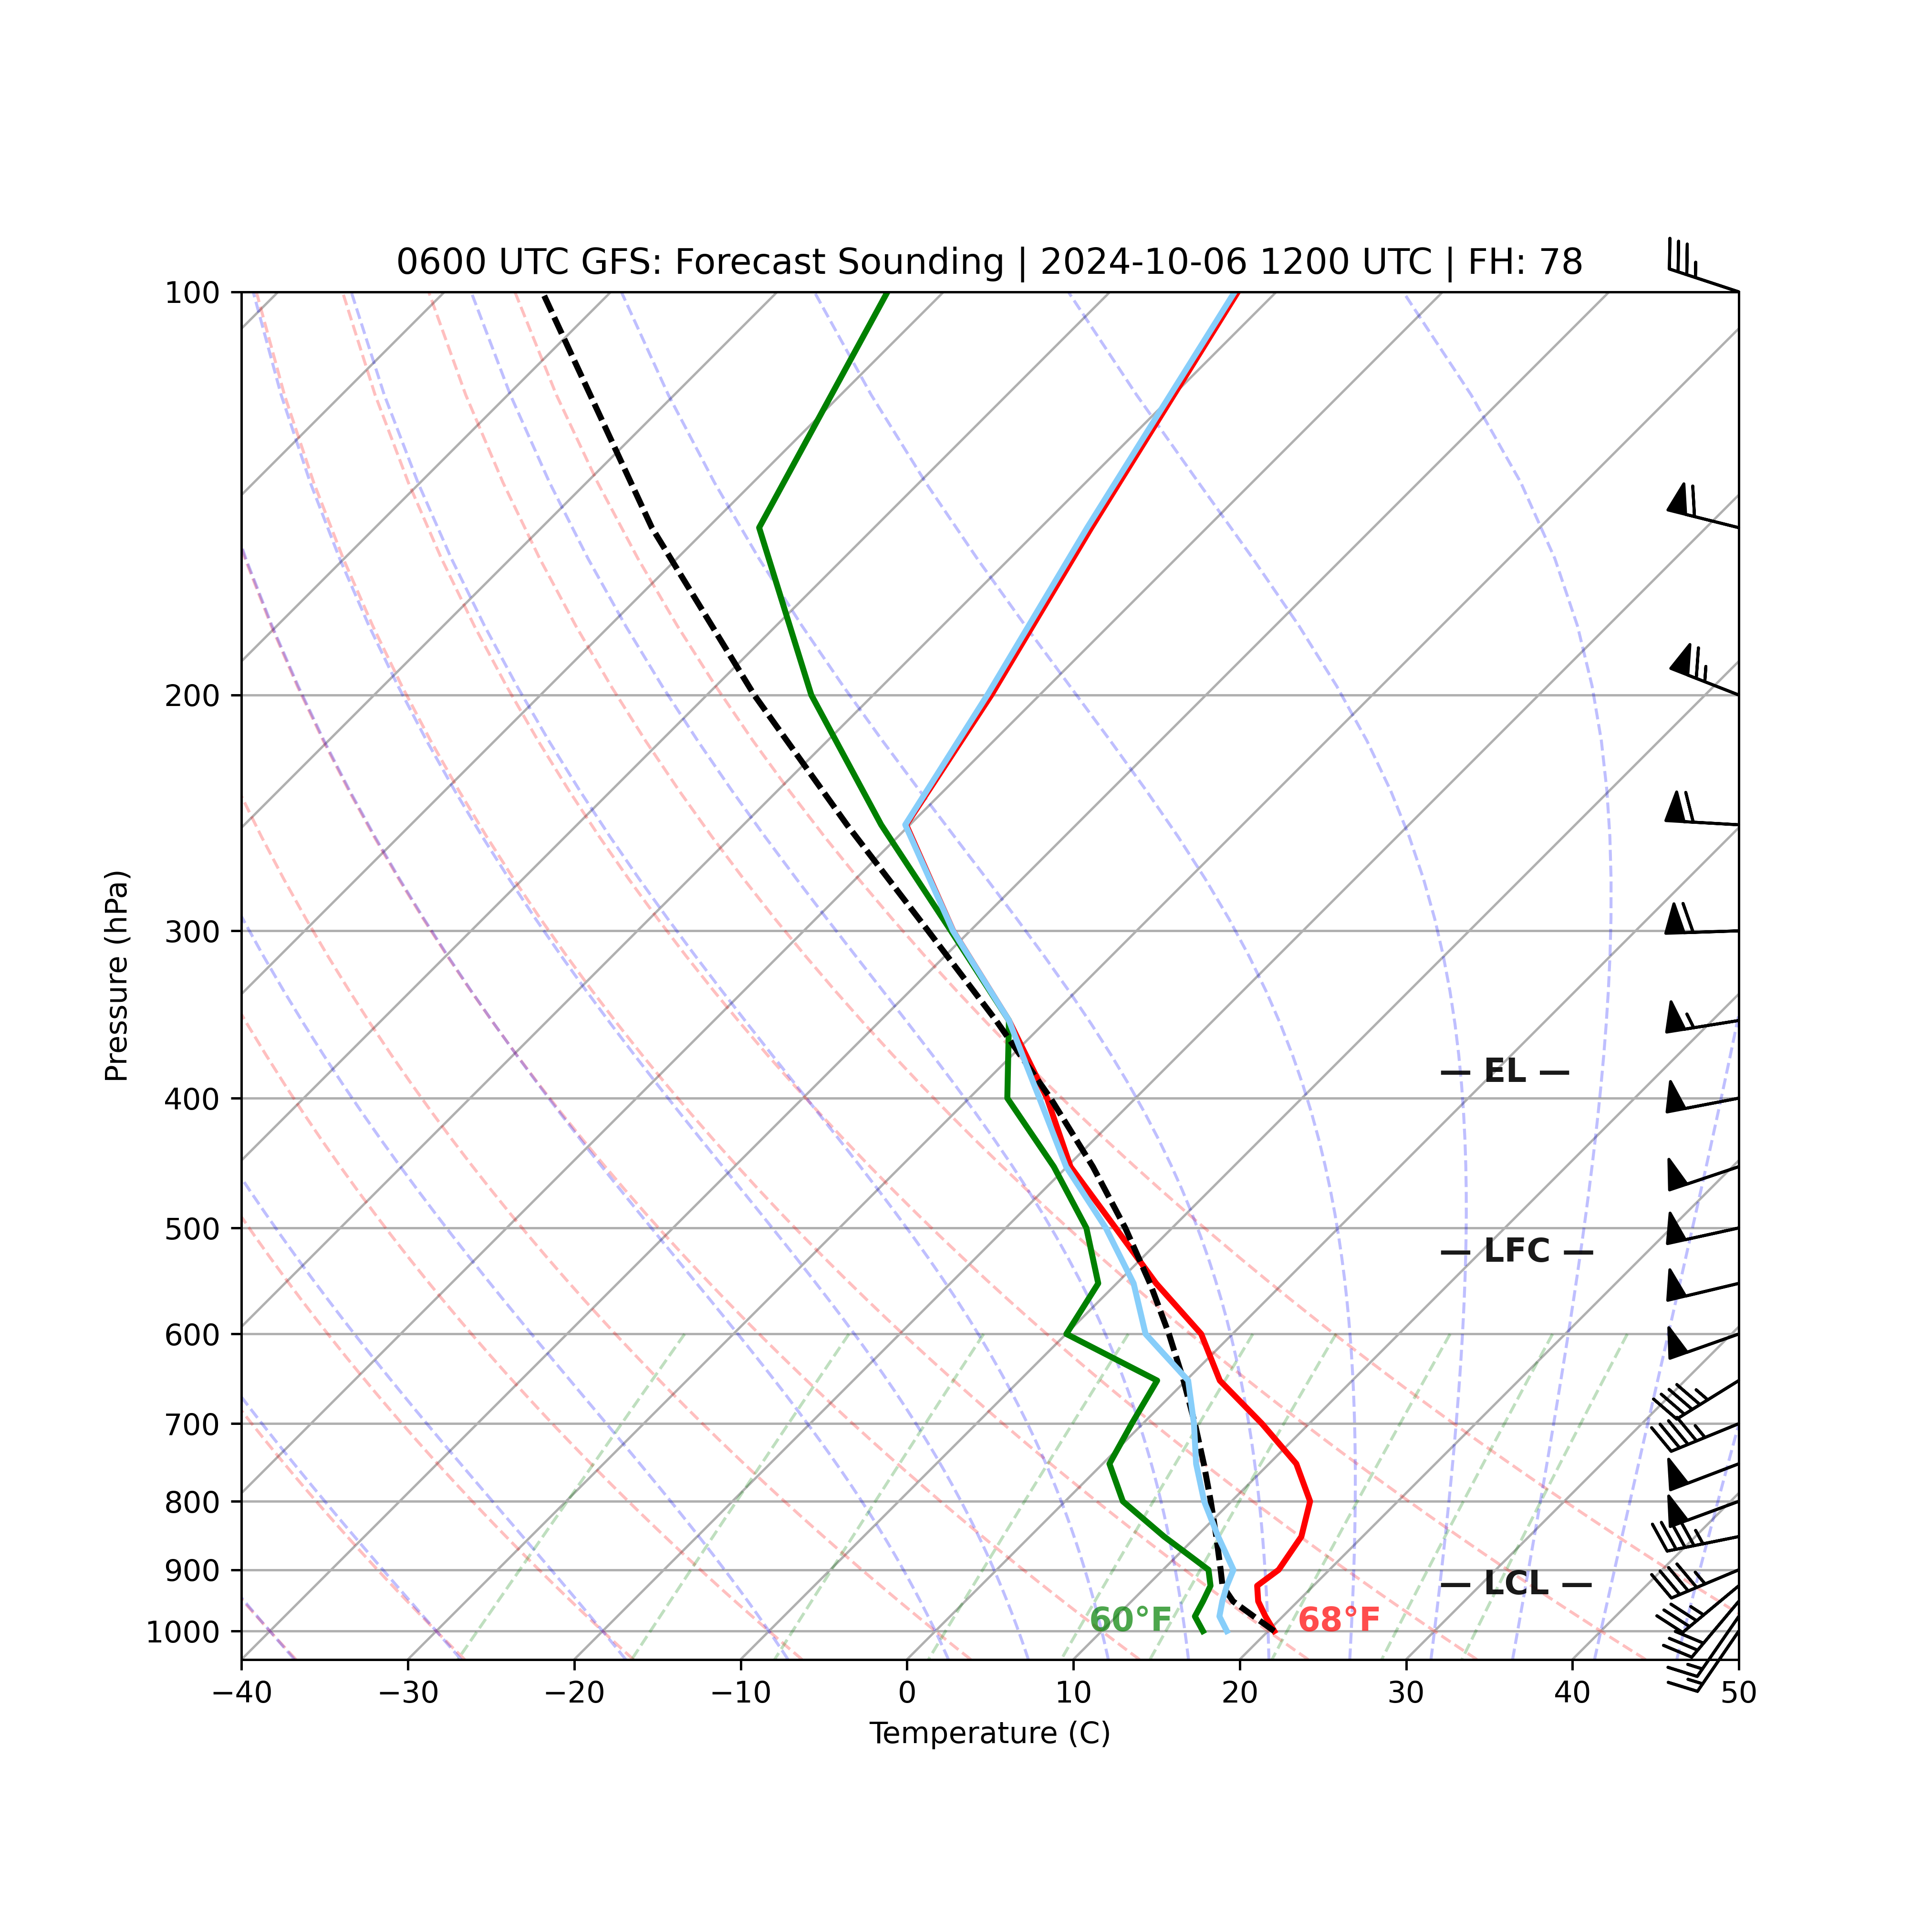 0600 UTC GFS: Forecast Sounding | 2024-10-06 1200 UTC | FH: 78
100
200
300
400
500
600
700
800
900
1000
Pressure (hPa)
— EL —
— LFC —
— LCL —
60°F
68°F
−40 −30 −20 −10 0 10 20 30 40 50
Temperature (C)